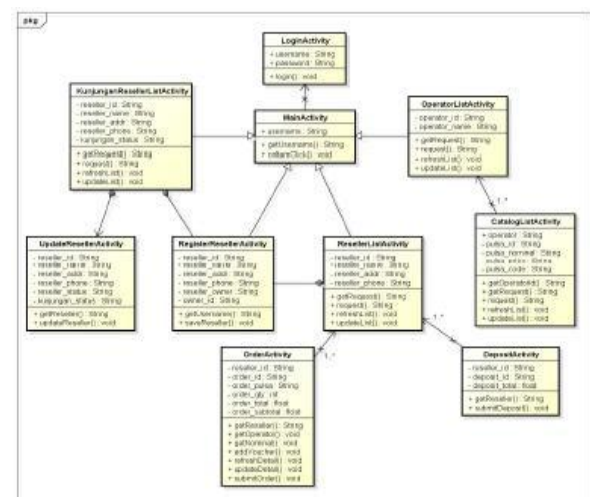 pkg
LoginActivity
+ username : String
+ password : String
+ login() : void
KunjunganResellerListActivity
- reseller_id : String
- reseller_name : String
- reseller_addr : String
- reseller_phone : String
- kunjungan_status : String
+ getRequest() : String
+ request() : String
+ refreshList() : void
+ updateList() : void
MainActivity
+ username : String
+ getUsername() : String
+ : void
OperatorListActivity
- operator_id : String
- operator_name : String
+ getRequest() : String
+ request() : String
+ refreshList() : void
+ updateList() : void
1..*
CatalogListActivity
+ operator : String
- pulsa_id : String
- pulsa_nominal : String
- pulsa_price : String
- pulsa_code : String
+ getOperatorId() : String
+ getRequest() : String
+ request() : String
+ refreshList() : void
+ updateList() : void
UpdateResellerActivity
- reseller_id : String
- reseller_name : String
- reseller_addr : String
- reseller_phone : String
- reseller_status : String
- kunjungan_status : String
+ getReseller() : String
+ updateReseller() : void
RegisterResellerActivity
- reseller_id : String
- reseller_name : String
- reseller_addr : String
- reseller_phone : String
- reseller_owner : String
- owner_id : String
+ getUsername() : String
+ saveReseller() : void
ResellerListActivity
- reseller_id : String
- reseller_name : String
- reseller_addr : String
- reseller_phone : String
+ getRequest() : String
+ request() : String
+ refreshList() : void
+ updateList() : void
1..*
1..*
OrderActivity
- reseller_id : String
- order_id : String
- order_pulsa : String
- order_qty : int
- order_total : float
- order_subtotal : float
+ getReseller() : String
+ getOperator() : void
+ getNominal() : void
+ addVoucher() : void
+ refreshDetail() : void
+ updateDetail() : void
+ submitOrder() : void
DepositActivity
- reseller_id : String
- deposit_id : String
- deposit_total : float
+ getReseller() : String
+ submitDeposit() : void